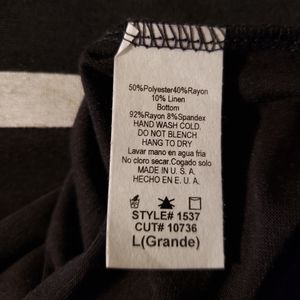 50%Polyester40%Rayon
10% Linen
Bottom
92%Rayon 8%Spandex
HAND WASH COLD,
DO NOT BLENCH
HANG TO DRY
Lavar mano en agua fria
No cloro secar.Cogado solo
MADE IN U. S. A.
HECHO EN E. U. A.
STYLE# 1537
CUT# 10736
L(Grande)